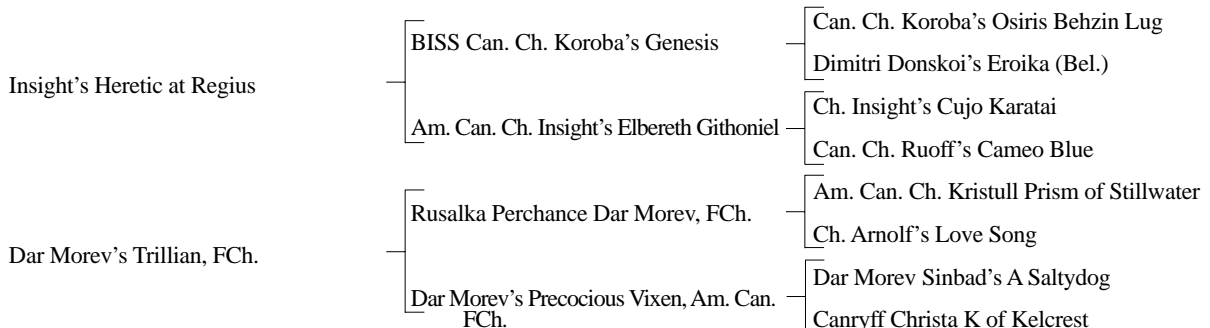 Can. Ch. Koroba's Osiris Behzin Lug
BISS Can. Ch. Koroba's Genesis
Dimitri Donskoi's Eroika (Bel.)
Insight's Heretic at Regius
Ch. Insight's Cujo Karatai
Am. Can. Ch. Insight's Elbereth Githoniel
Can. Ch. Ruoff's Cameo Blue
Am. Can. Ch. Kristull Prism of Stillwater
Rusalka Perchance Dar Morev, FCh.
Ch. Arnolf's Love Song
Dar Morev's Trillian, FCh.
Dar Morev Sinbad's A Saltydog
Dar Morev's Precocious Vixen, Am. Can.
FCh.
Canryff Christa K of Kelcrest